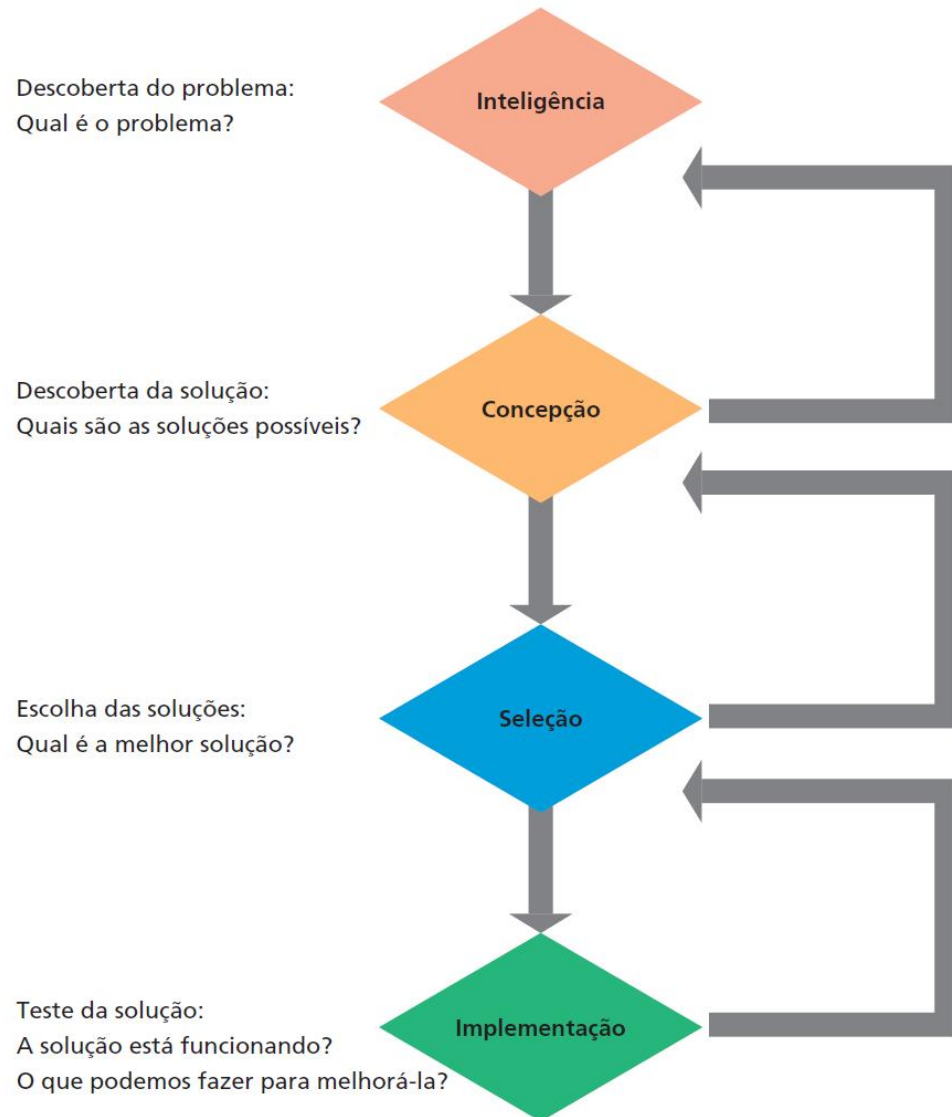 Descoberta do problema:
Qual é o problema?
Inteligência
Descoberta da solução:
Quais são as soluções possíveis?
Concepção
Escolha das soluções:
Qual é a melhor solução?
Seleção
Teste da solução:
A solução está funcionando?
O que podemos fazer para melhorá-la?
Implementação